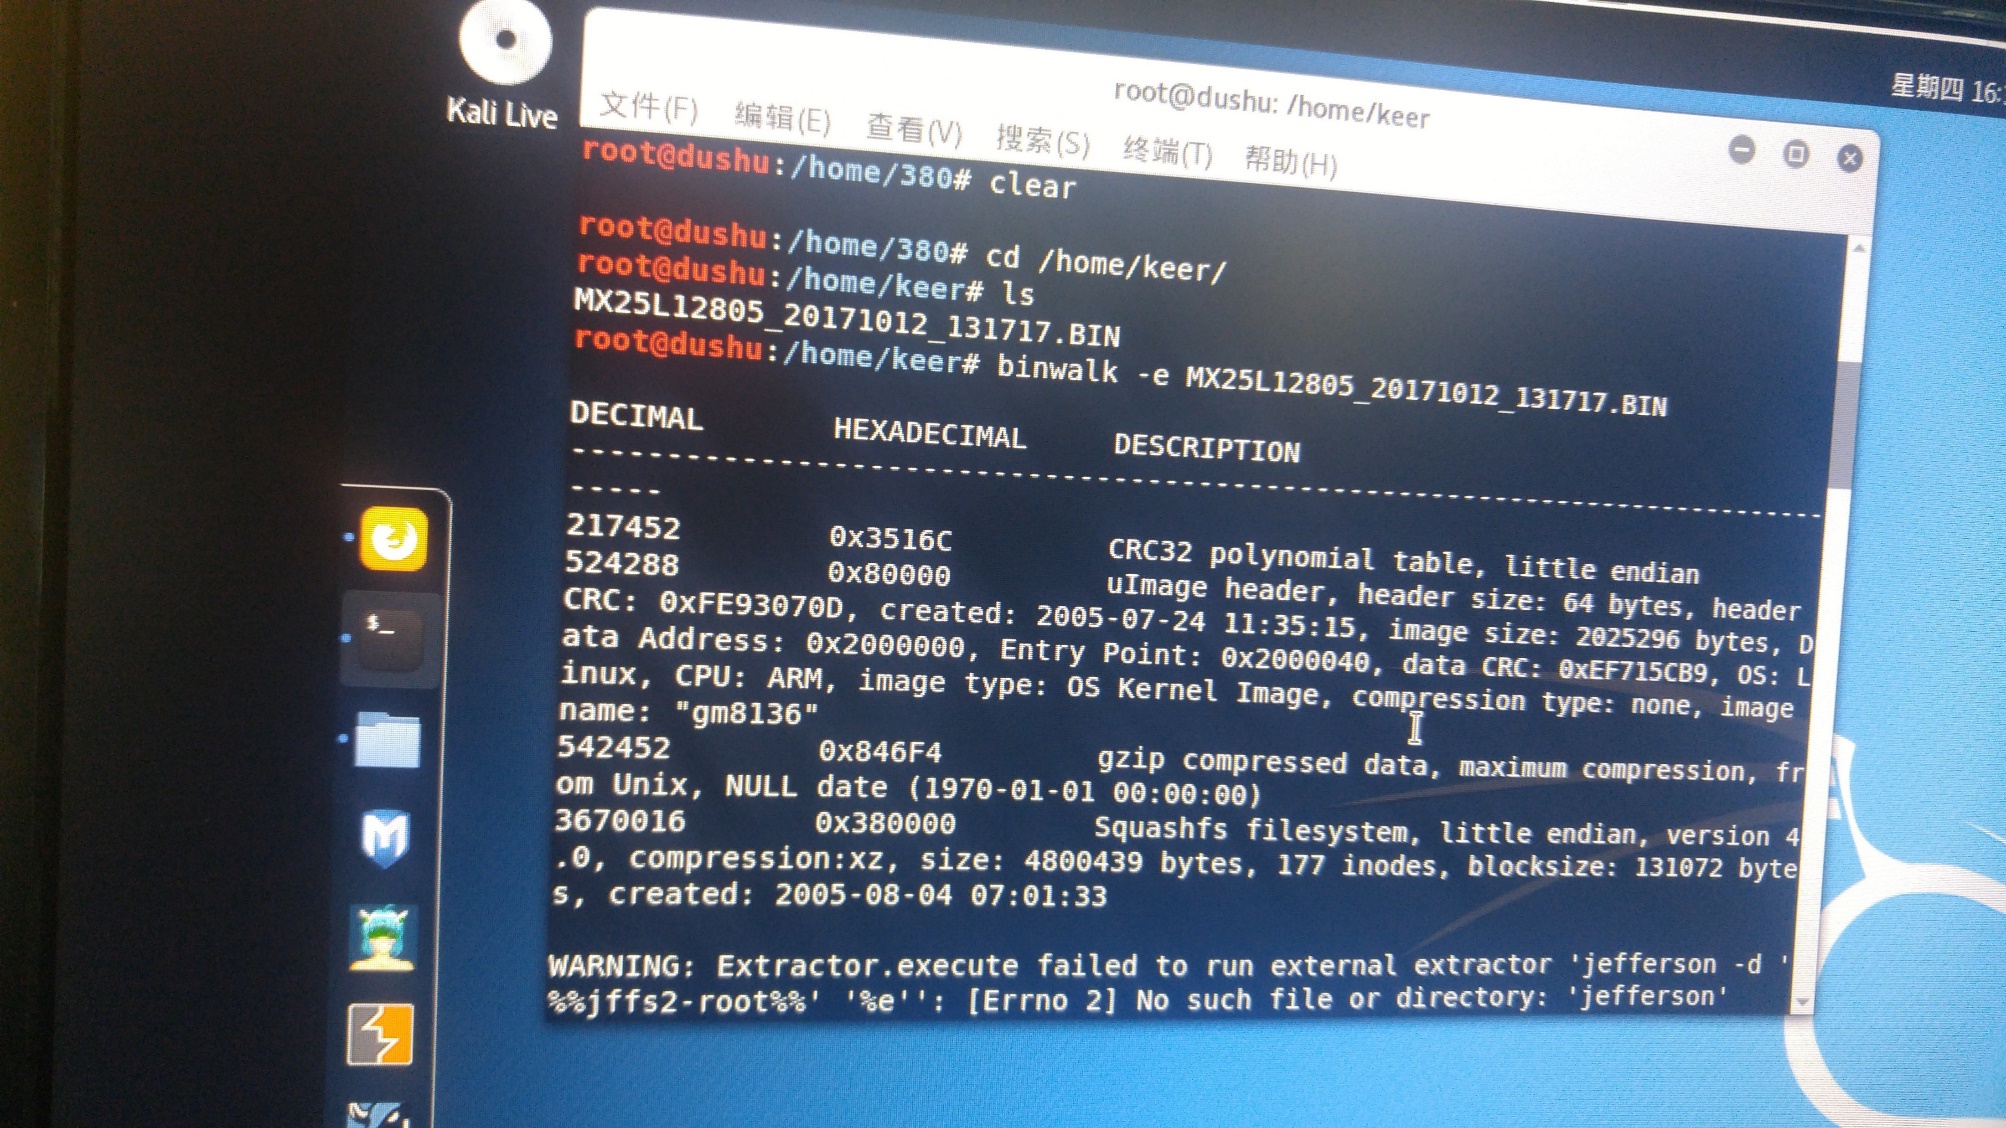 Kali Live
星期四 16:
root@dushu: /home/keer
文件(F) 编辑(E) 查看(V) 搜索(S) 终端(T) 帮助(H)
root@dushu:/home/380# clear
root@dushu:/home/380# cd /home/keer/
root@dushu:/home/keer# ls
MX25L12805_20171012_131717.BIN
root@dushu:/home/keer# binwalk -e MX25L12805_20171012_131717.BIN
DECIMAL HEXADECIMAL DESCRIPTION
--------------------------------------------------------------------------------
-----
217452 0x3516C CRC32 polynomial table, little endian
524288 0x80000 uImage header, header size: 64 bytes, header
CRC: 0xFE93070D, created: 2005-07-24 11:35:15, image size: 2025296 bytes, D
ata Address: 0x2000000, Entry Point: 0x2000040, data CRC: 0xEF715CB9, OS: L
inux, CPU: ARM, image type: OS Kernel Image, compression type: none, image
name: "gm8136"
542452 0x846F4 gzip compressed data, maximum compression, fr
om Unix, NULL date (1970-01-01 00:00:00)
3670016 0x380000 Squashfs filesystem, little endian, version 4
.0, compression:xz, size: 4800439 bytes, 177 inodes, blocksize: 131072 byte
s, created: 2005-08-04 07:01:33
WARNING: Extractor.execute failed to run external extractor 'jefferson -d '
%%jffs2-root%%' '%e'': [Errno 2] No such file or directory: 'jefferson'